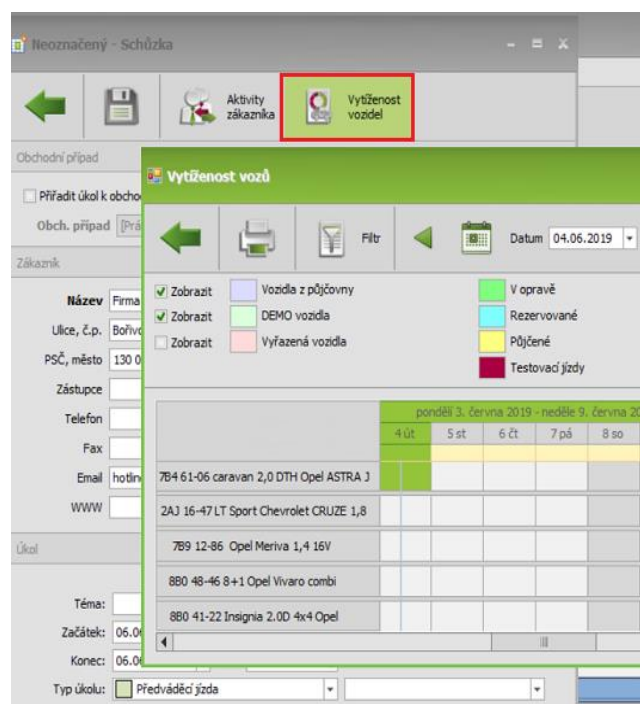 Neoznačený - Schůzka
Aktivity
zákazníka
Vytíženost
vozidel
Obchodní případ
Přiřadit úkol k obcho
Obch. případ [Prá
Zákazník
Název Firma
Ulice, č.p. Bořivo
PSČ, město 130 0
Zástupce
Telefon
Fax
Email hotlin
WWW
Úkol
Téma:
Začátek: 06.0
Konec: 06.0
Typ úkolu: Předváděcí jízda
Vytíženost vozů
Filtr
Datum 04.06.2019
Zobrazit Vozidla z půjčovny V opravě
Zobrazit DEMO vozidla Rezervované
Zobrazit Vyřazená vozidla Půjčené
Testovací jízdy
pondělí 3. června 2019 - neděle 9. června 20
4 út 5 st 6 čt 7 pá 8 so
7B4 61-06 caravan 2,0 DTH Opel ASTRA J
2AJ 16-47 LT Sport Chevrolet CRUZE 1,8
7B9 12-86 Opel Meriva 1,4 16V
8B0 48-46 8+1 Opel Vivaro combi
8B0 41-22 Insignia 2.0D 4x4 Opel